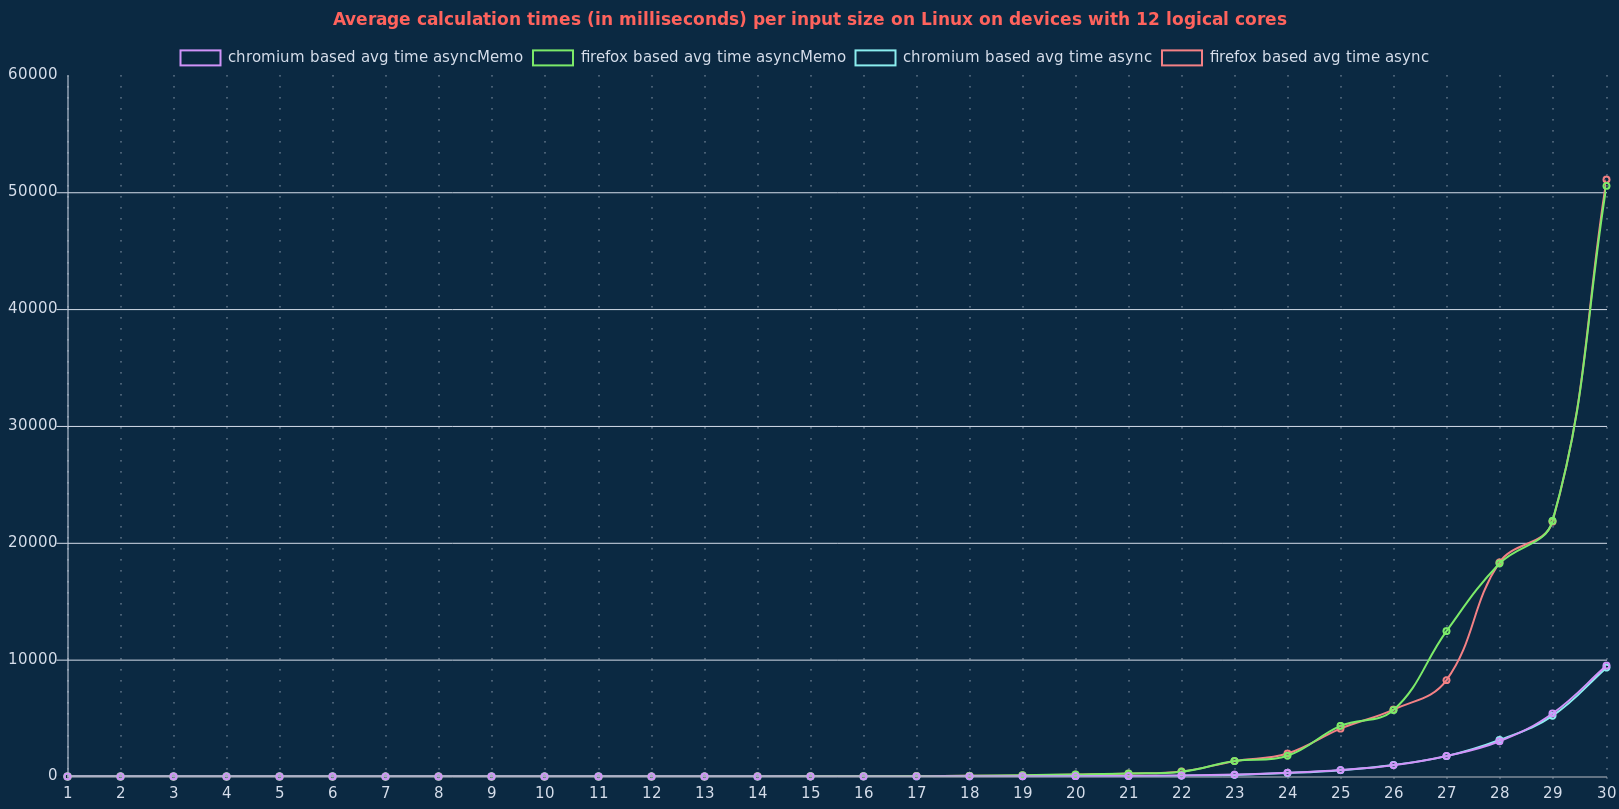 Average calculation times (in milliseconds) per input size on Linux on devices with 12 logical cores
chromium based avg time asyncMemo firefox based avg time asyncMemo chromium based avg time async firefox based avg time async
60000
50000
40000
30000
20000
10000
0
1 2 3 4 5 6 7 8 9 10 11 12 13 14 15 16 17 18 19 20 21 22 23 24 25 26 27 28 29 30